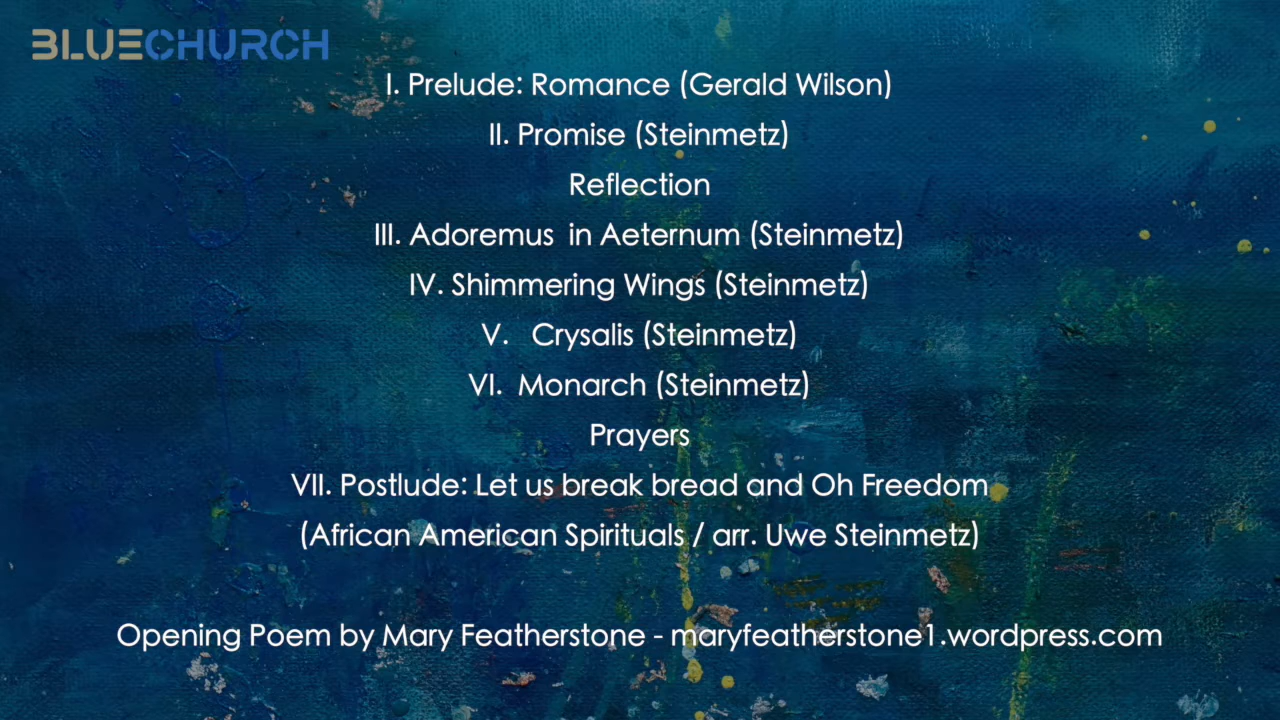 BLUECHURCH
I. Prelude: Romance (Gerald Wilson)
II. Promise (Steinmetz)
Reflection
III. Adoremus in Aeternum (Steinmetz)
IV. Shimmering Wings (Steinmetz)
V. Crysalis (Steinmetz)
VI. Monarch (Steinmetz)
Prayers
VII. Postlude: Let us break bread and Oh Freedom
(African American Spirituals / arr. Uwe Steinmetz)
Opening Poem by Mary Featherstone - maryfeatherstone1.wordpress.com